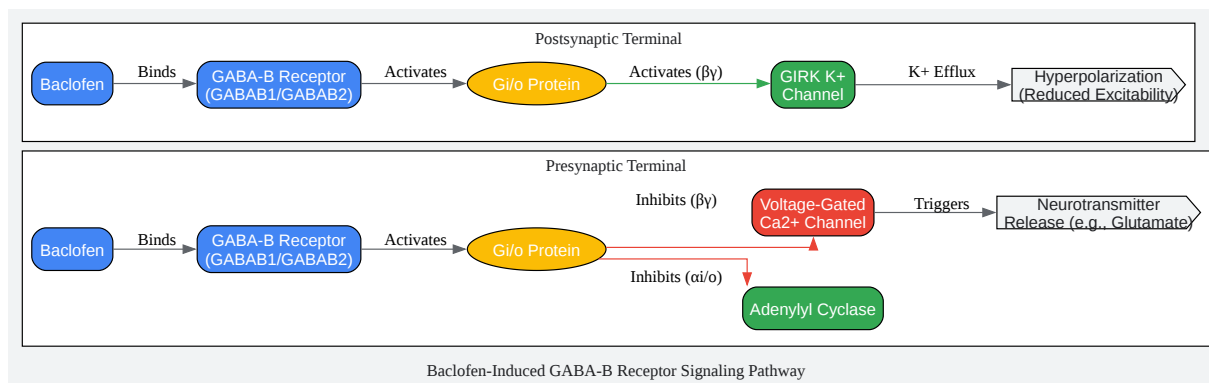 Postsynaptic Terminal
Baclofen
Binds
GABA-B Receptor
(GABAB1/GABAB2)
Activates
Gi/o Protein
Activates (βγ)
GIRK K+
Channel
K+ Efflux
Hyperpolarization
(Reduced Excitability)
Presynaptic Terminal
Baclofen
Binds
GABA-B Receptor
(GABAB1/GABAB2)
Activates
Gi/o Protein
Inhibits (βγ)
Voltage-Gated
Ca2+ Channel
Triggers
Neurotransmitter
Release (e.g., Glutamate)
Inhibits (αi/o)
Adenylyl Cyclase
Baclofen-Induced GABA-B Receptor Signaling Pathway